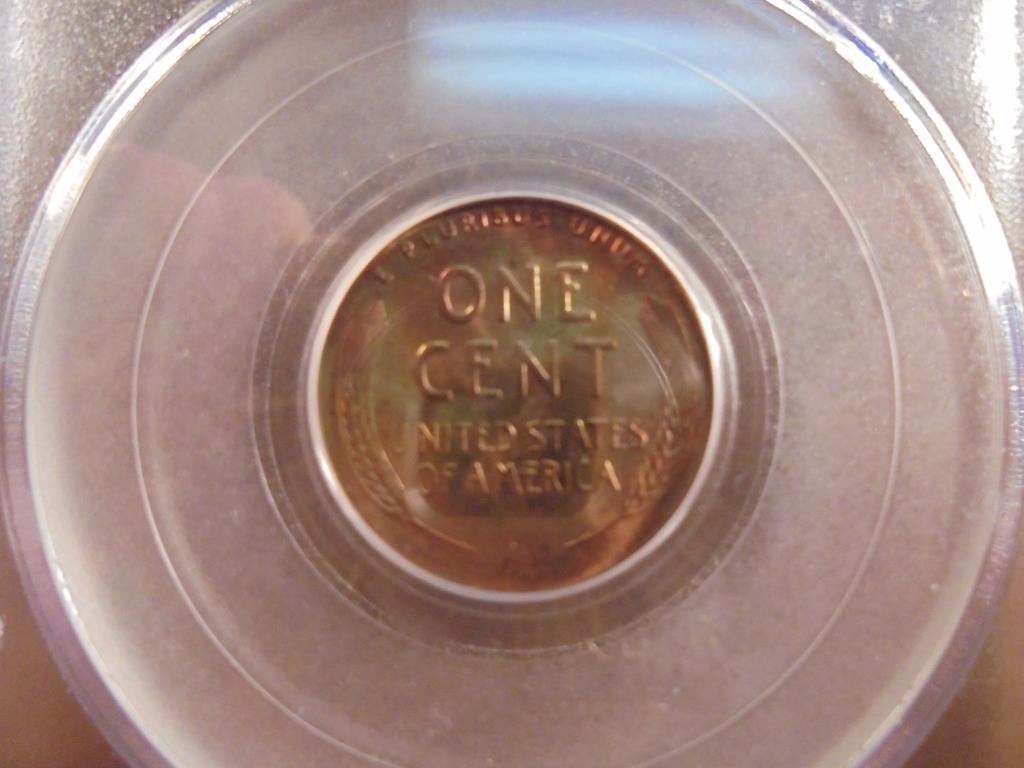 E PLURIBUS UNUM
ONE
CENT
UNITED STATES
OF AMERICA